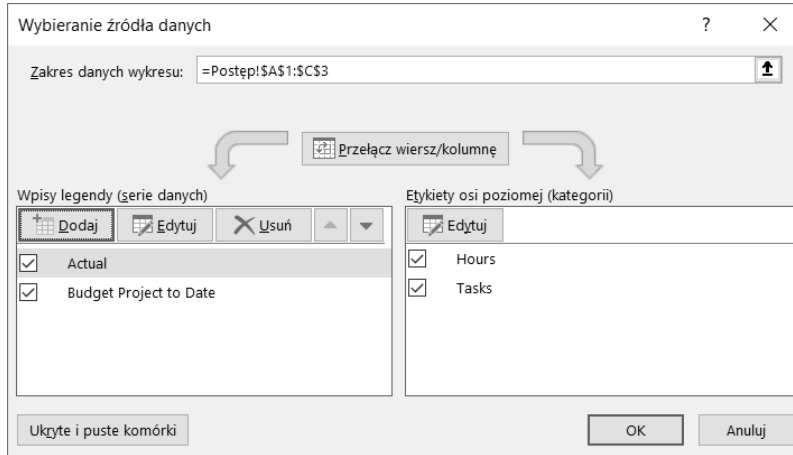 Wybieranie źródła danych ? ×
Zakres danych wykresu: =Postęp!$A$1:$C$3
Przełącz wiersz/kolumnę
Wpisy legendy (serie danych)
Dodaj Edytuj Usuń
Actual
Budget Project to Date
Etykiety osi poziomej (kategorii)
Edytuj
Hours
Tasks
Ukryte i puste komórki
OK Anuluj